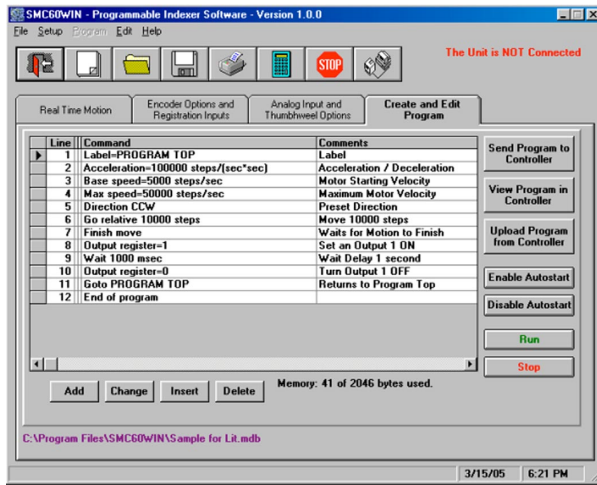 SMC60WIN - Programmable Indexer Software - Version 1.0.0
File Setup Program Edit Help
STOP
The Unit is NOT Connected
Real Time Motion
Encoder Options and Registration Inputs
Analog Input and Thumbhweel Options
Create and Edit Program
Line Command Comments
1 Label=PROGRAM TOP Label
2 Acceleration=100000 steps/(sec*sec) Acceleration / Deceleration
3 Base speed=5000 steps/sec Motor Starting Velocity
4 Max speed=50000 steps/sec Maximum Motor Velocity
5 Direction CCW Preset Direction
6 Go relative 10000 steps Move 10000 steps
7 Finish move Waits for Motion to Finish
8 Output register=1 Set an Output 1 ON
9 Wait 1000 msec Wait Delay 1 second
10 Output register=0 Turn Output 1 OFF
11 Goto PROGRAM TOP Returns to Program Top
12 End of program
Send Program to Controller
View Program in Controller
Upload Program from Controller
Enable Autostart
Disable Autostart
Run
Stop
Add Change Insert Delete
Memory: 41 of 2046 bytes used.
C:\Program Files\SMC60WIN\Sample for Lit.mdb
3/15/05 6:21 PM